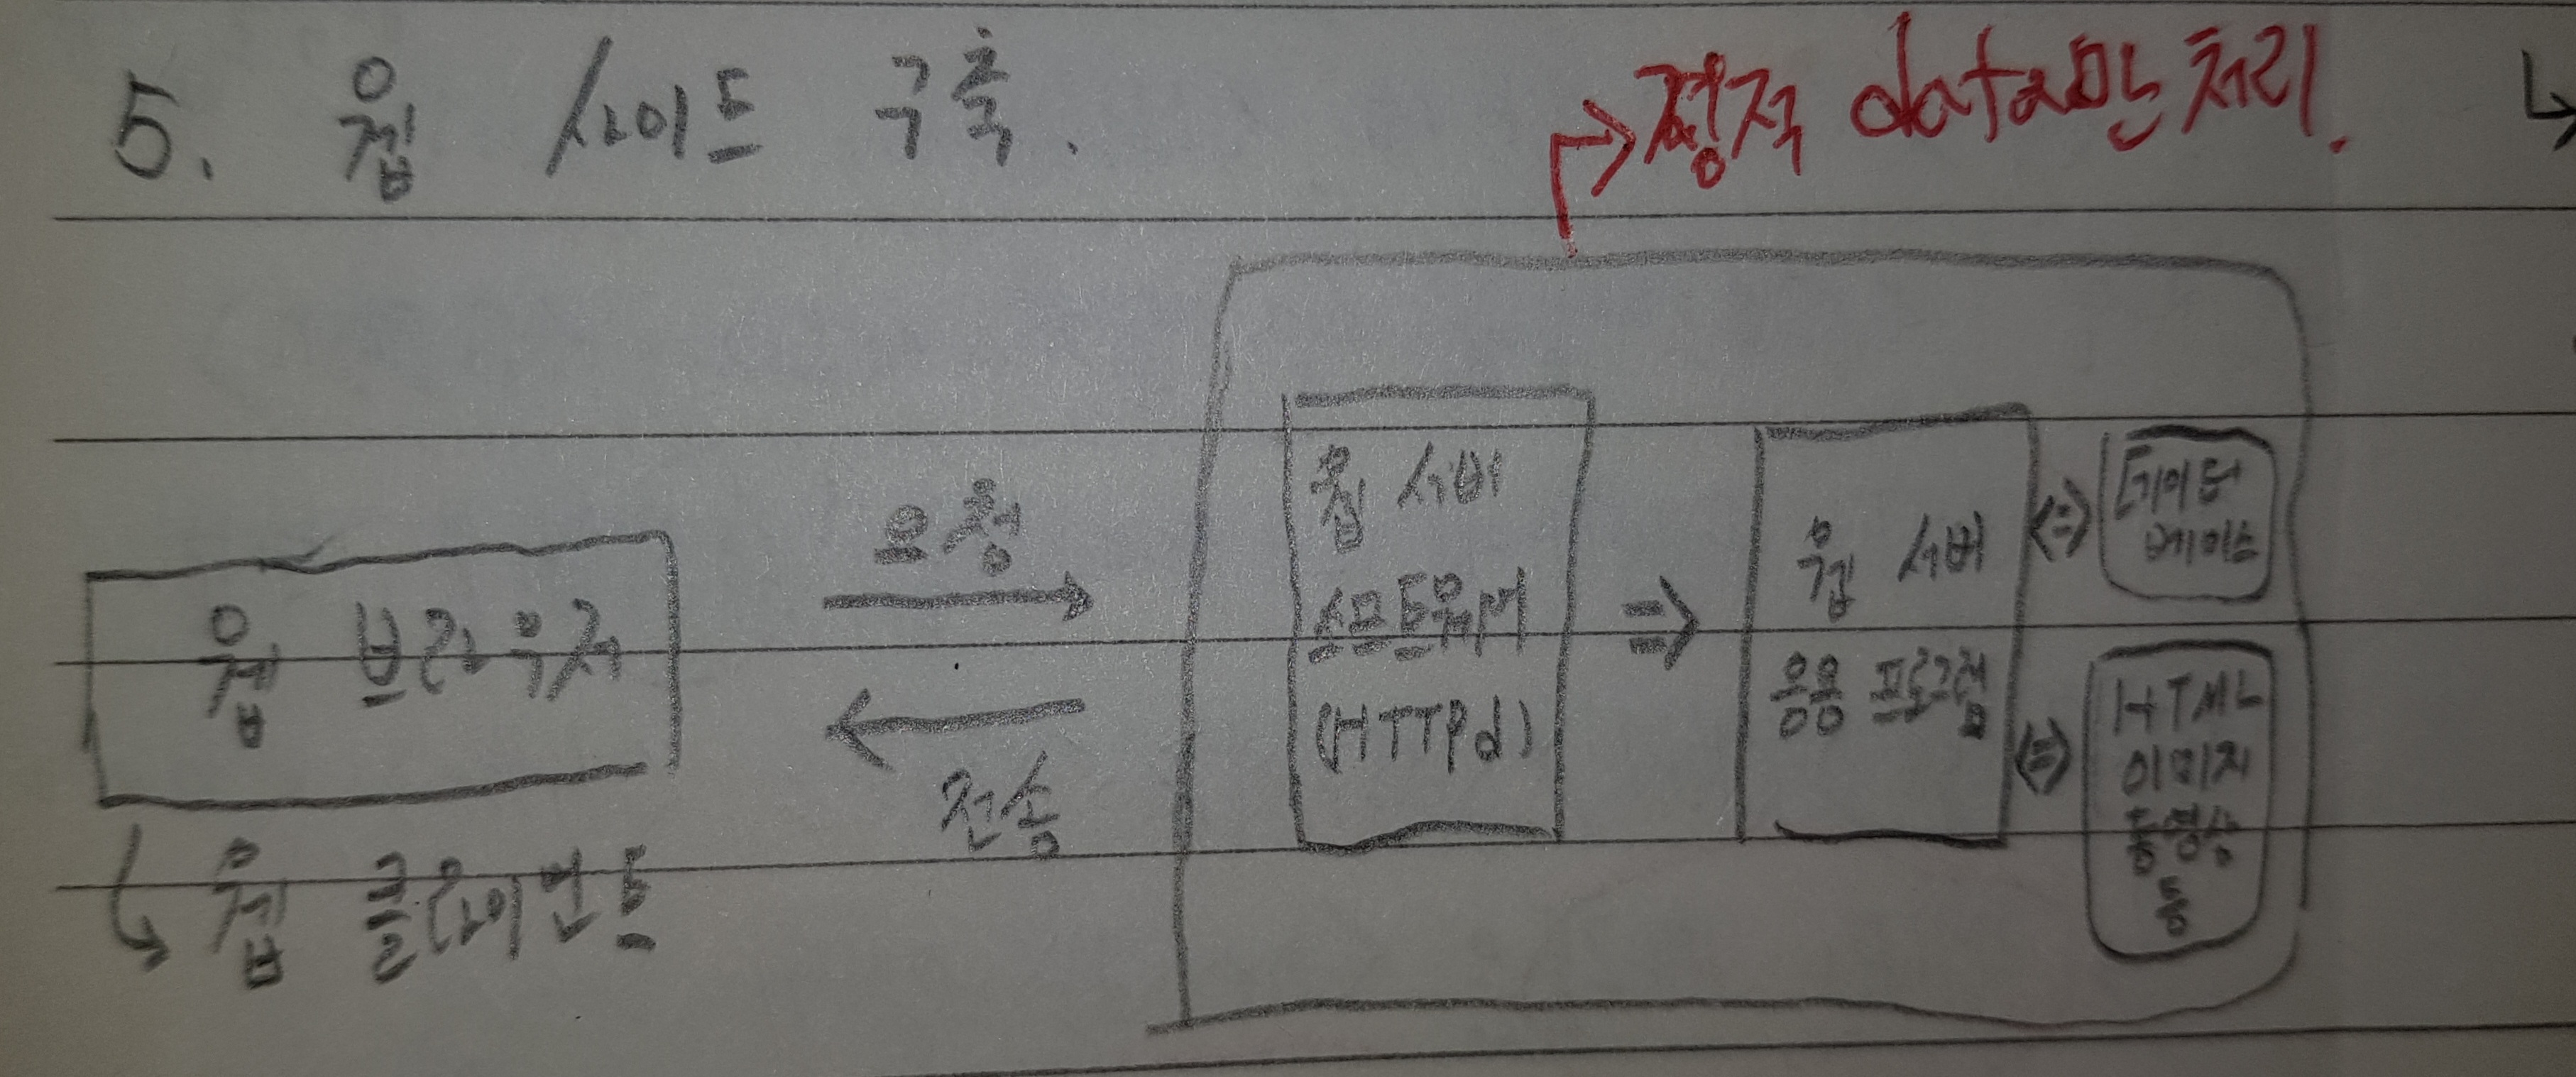 5. 웹 사이트 구축.
정적 data만 처리.
웹 브라우저
웹 클라이언트
요청
전송
웹 서버
소프트웨어
(HTTPd)
웹 서버
응용 프로그램
데이터
베이스
HTML
이미지
동영상
등